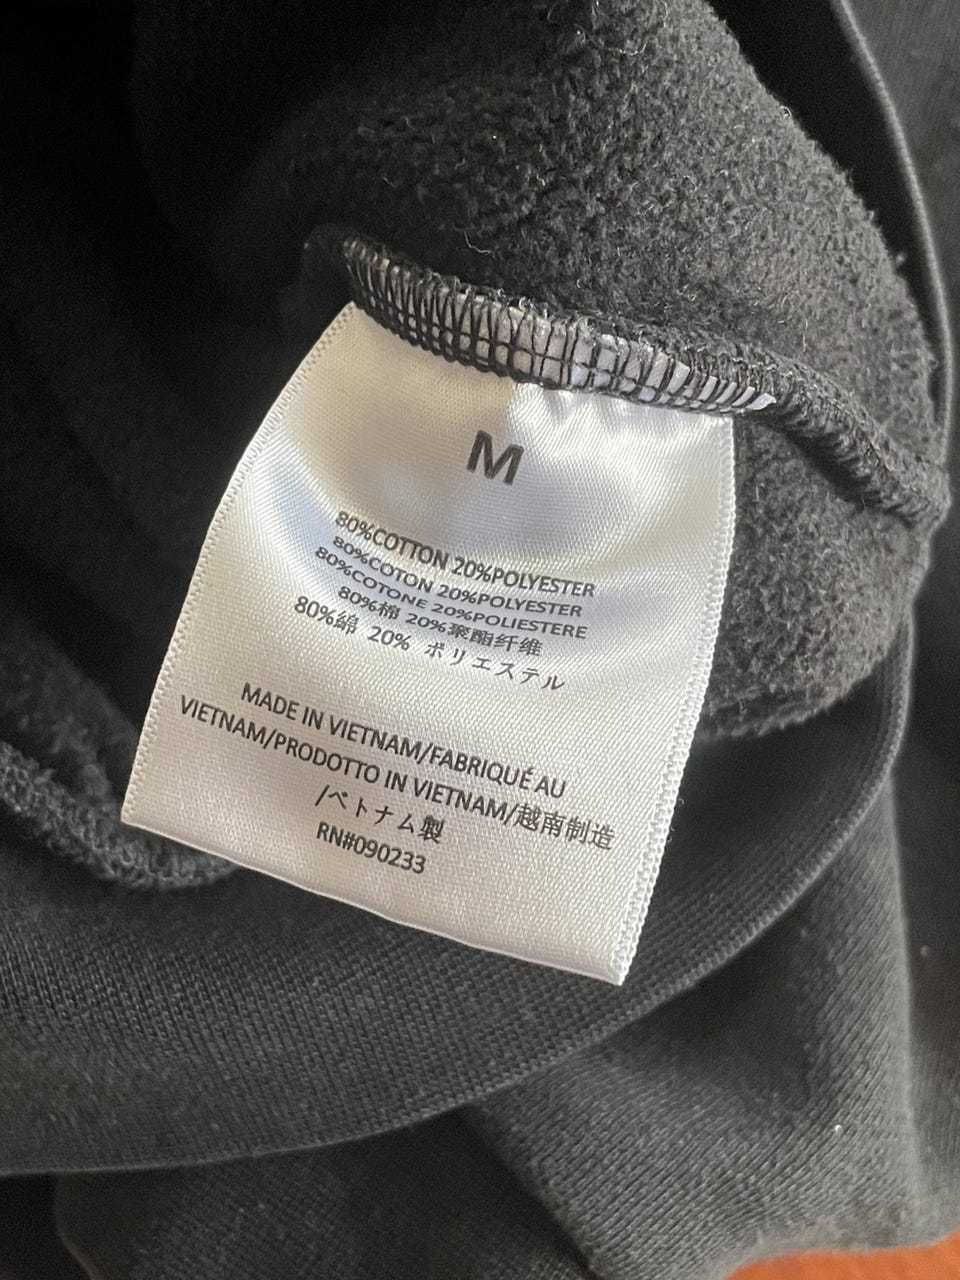 M
80%COTTON 20%POLYESTER
80%COTON 20%POLYESTER
80%COTONE 20%POLIESTERE
80%棉 20%聚酯纤维
80%綿 20% ポリエステル
MADE IN VIETNAM/FABRIQUÉ AU
VIETNAM/PRODOTTO IN VIETNAM/越南制造
/ベトナム製
RN#090233